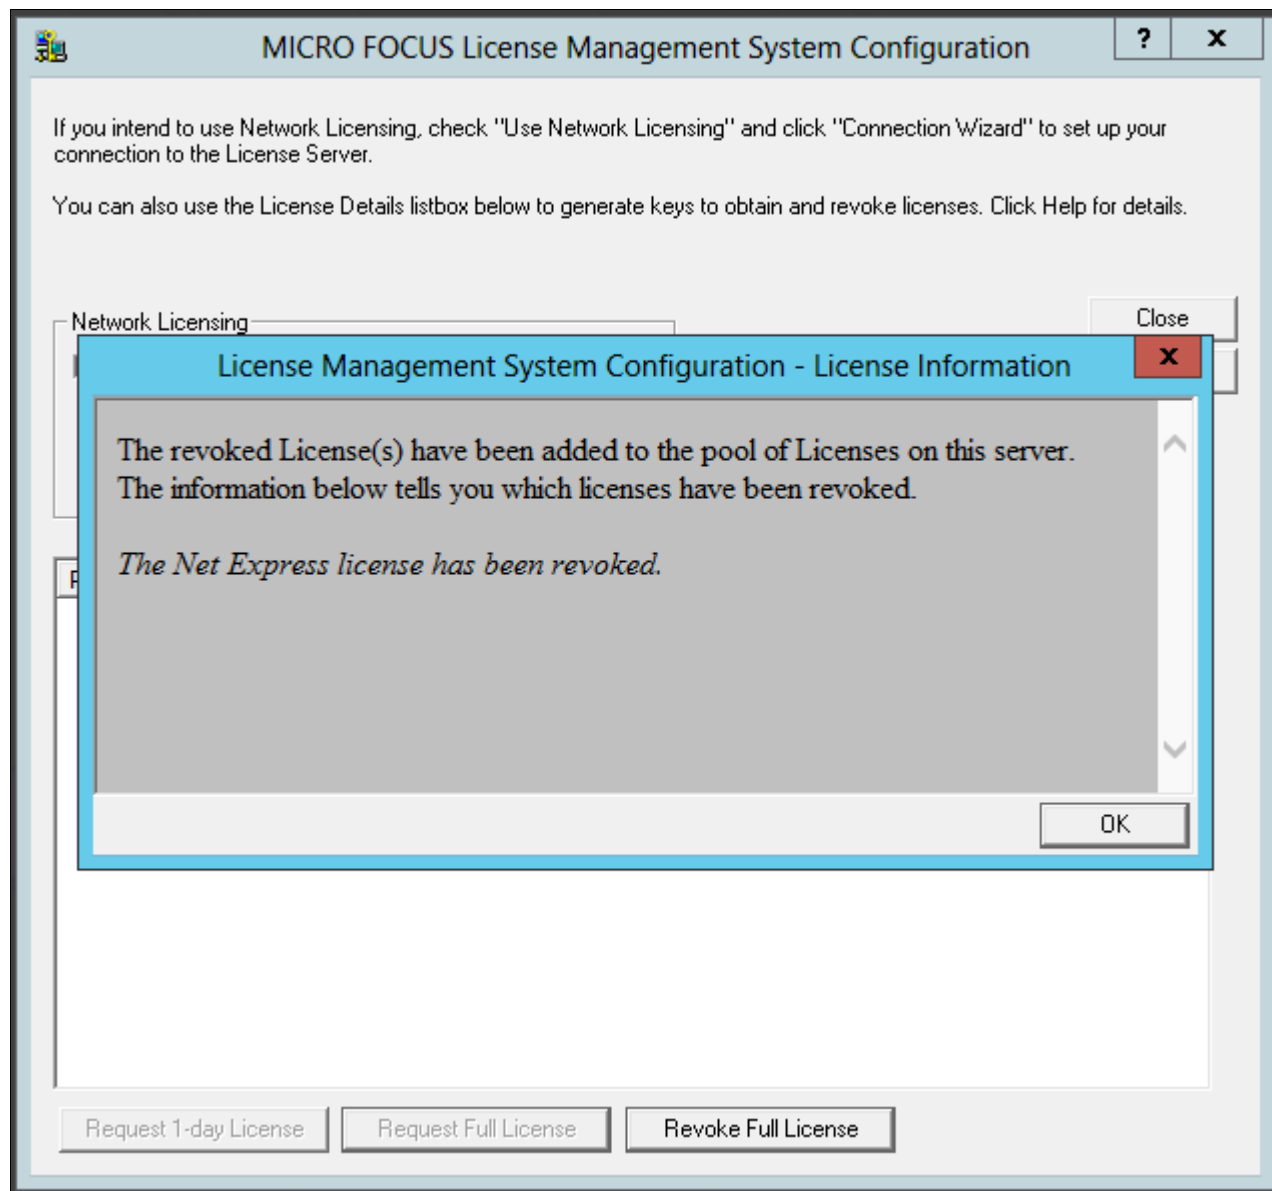 MICRO FOCUS License Management System Configuration
? x
If you intend to use Network Licensing, check "Use Network Licensing" and click "Connection Wizard" to set up your
connection to the License Server.
You can also use the License Details listbox below to generate keys to obtain and revoke licenses. Click Help for details.
Network Licensing
Close
License Management System Configuration - License Information
x
The revoked License(s) have been added to the pool of Licenses on this server.
The information below tells you which licenses have been revoked.
The Net Express license has been revoked.
OK
Request 1-day License
Request Full License
Revoke Full License